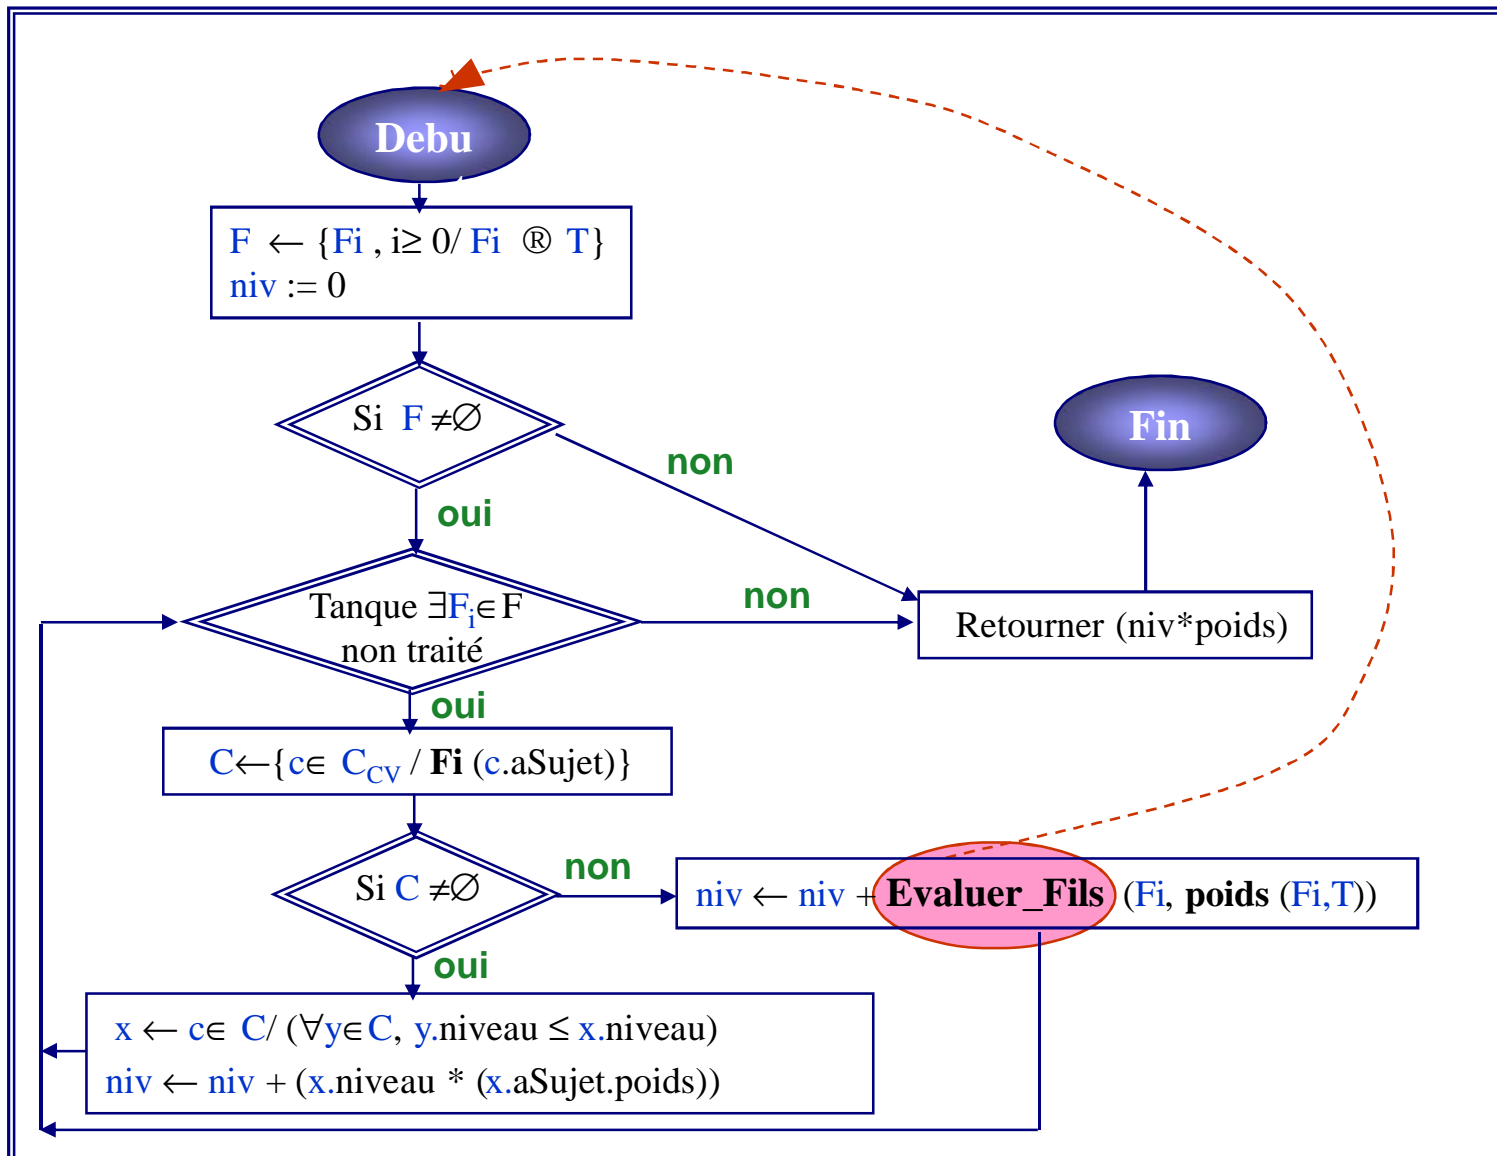 Debu
F ← {Fi , i≥ 0/ Fi ® T}
niv := 0
Si F ≠∅
non
oui
Fin
Tanque ∃Fi∈F
non traité
non
Retourner (niv*poids)
oui
C←{c∈ CCV / Fi (c.aSujet)}
Si C ≠∅
non
niv ← niv + Evaluer_Fils (Fi, poids (Fi,T))
oui
x ← c∈ C/ (∀y∈C, y.niveau ≤ x.niveau)
niv ← niv + (x.niveau * (x.aSujet.poids))